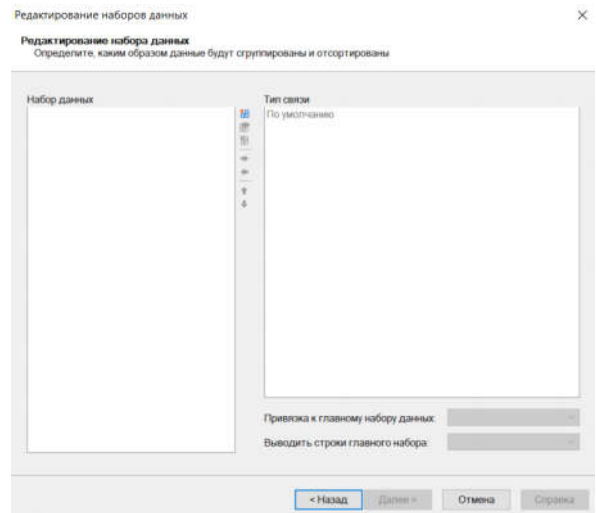 Редактирование наборов данных
Редактирование набора данных
Определите, каким образом данные будут сгруппированы и отсортированы
Набор данных
Тип связи
По умолчанию
Привязка к главному набору данных:
Выводить строки главного набора:
< Назад
Далее >
Отмена
Справка